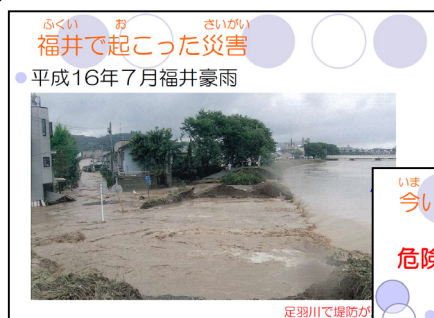 ふくい お さいがい
福井で起こった災害
平成16年７月福井豪雨
足羽川で堤防が
いま
今い
危険